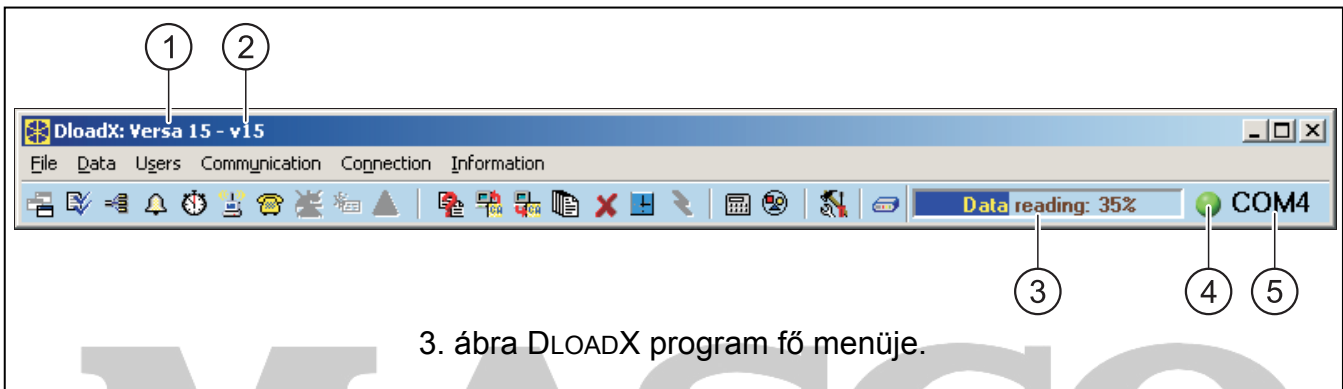 1 2
DloadX: Versa 15 - v15
File Data Users Communication Connection Information
Data reading: 35% COM4
3 4 5
3. ábra DLOADX program fő menüje.